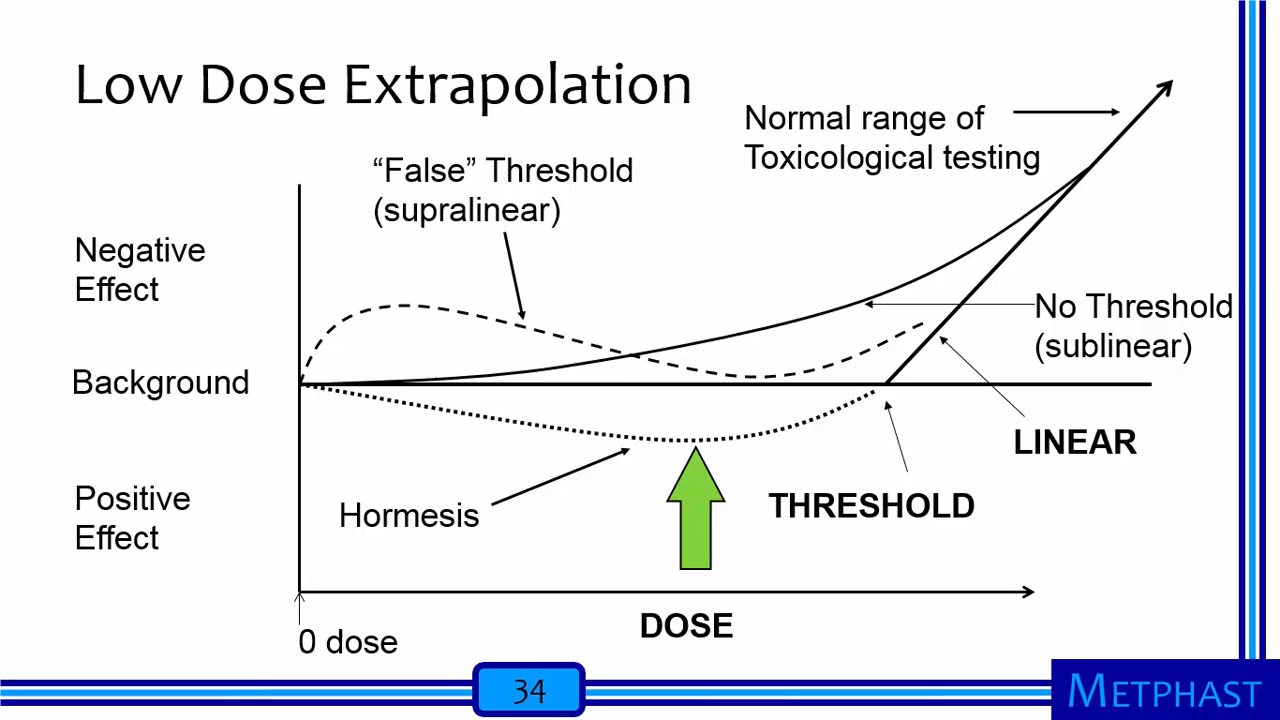 Low Dose Extrapolation
Normal range of
Toxicological testing
“False” Threshold
(supralinear)
Negative
Effect
No Threshold
(sublinear)
Background
LINEAR
Positive
Effect
Hormesis
THRESHOLD
DOSE
0 dose
34
METPHAST